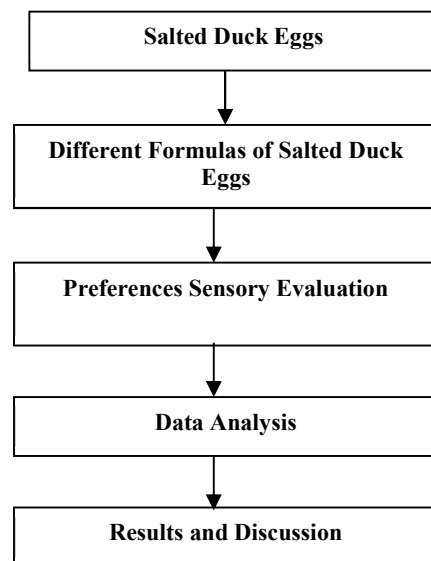 Salted Duck Eggs
Different Formulas of Salted Duck
Eggs
Preferences Sensory Evaluation
Data Analysis
Results and Discussion